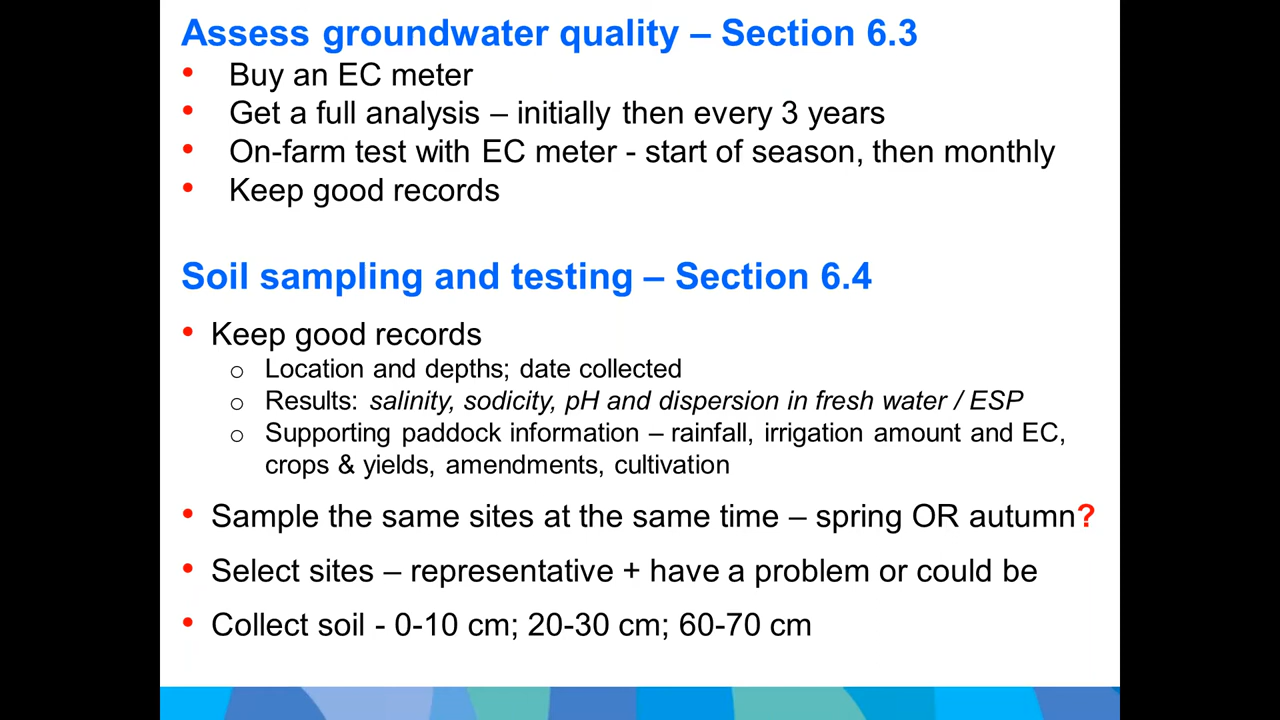 Assess groundwater quality – Section 6.3
• Buy an EC meter
• Get a full analysis – initially then every 3 years
• On-farm test with EC meter - start of season, then monthly
• Keep good records
Soil sampling and testing – Section 6.4
• Keep good records
o Location and depths; date collected
o Results: salinity, sodicity, pH and dispersion in fresh water / ESP
o Supporting paddock information – rainfall, irrigation amount and EC,
crops & yields, amendments, cultivation
• Sample the same sites at the same time – spring OR autumn?
• Select sites – representative + have a problem or could be
• Collect soil - 0-10 cm; 20-30 cm; 60-70 cm